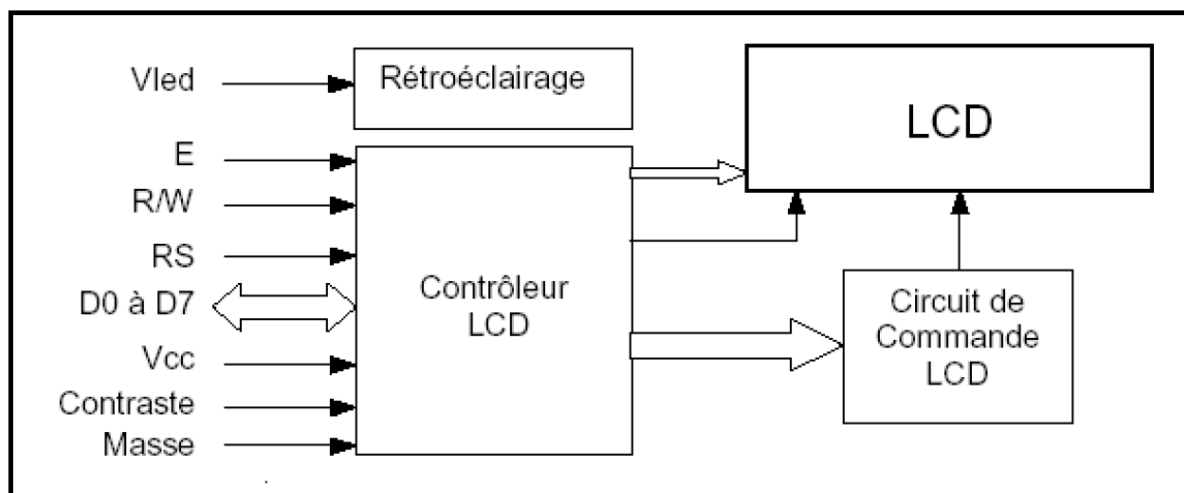 Vled
Rétroéclairage
LCD
E
R/W
RS
D0 à D7
Vcc
Contraste
Masse
Contrôleur
LCD
Circuit de
Commande
LCD